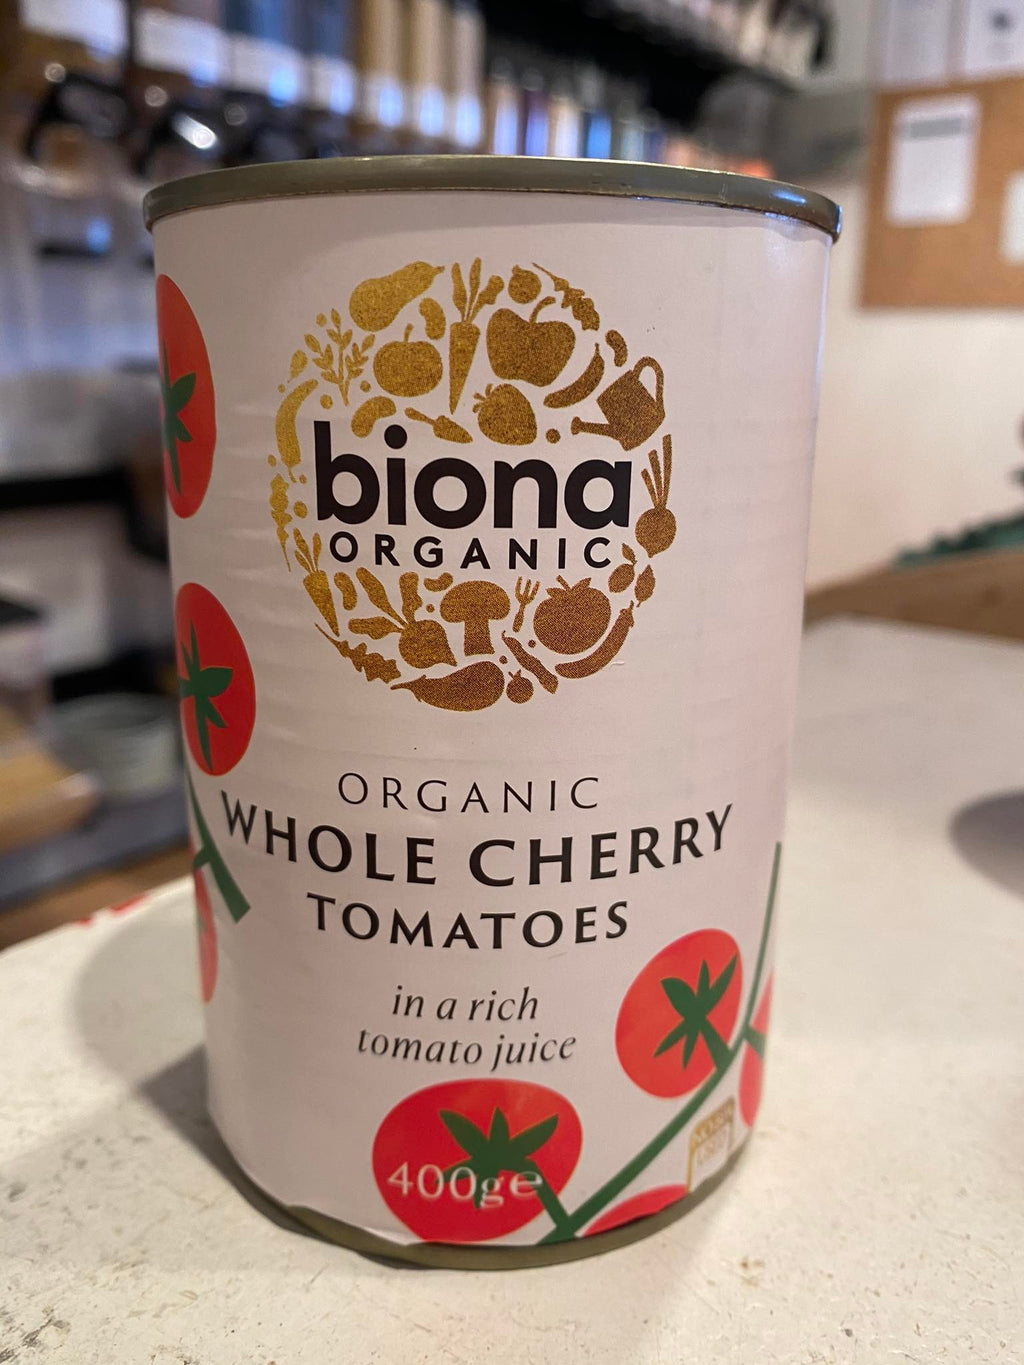 biona
ORGANIC
ORGANIC
WHOLE CHERRY
TOMATOES
in a rich
tomato juice
400g℮